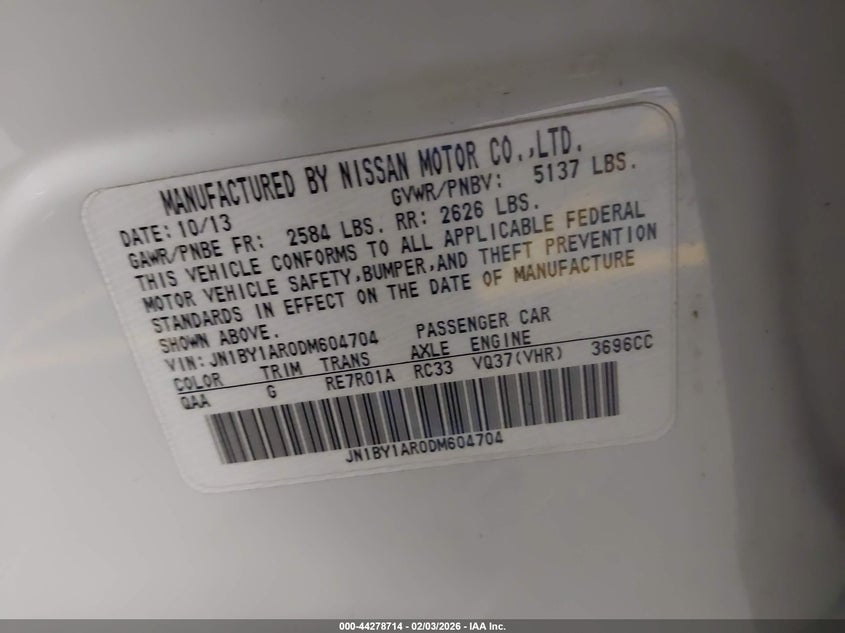 MANUFACTURED BY NISSAN MOTOR CO.,LTD.
DATE: 10/13 GVWR/PNBV: 5137 LBS.
GAWR/PNBE FR: 2584 LBS. RR: 2626 LBS.
THIS VEHICLE CONFORMS TO ALL APPLICABLE FEDERAL
MOTOR VEHICLE SAFETY,BUMPER,AND THEFT PREVENTION
STANDARDS IN EFFECT ON THE DATE OF MANUFACTURE
SHOWN ABOVE.
VIN: JN1BY1AR0DM604704 PASSENGER CAR
COLOR TRIM TRANS AXLE ENGINE
QAA G RE7R01A RC33 VQ37(VHR) 3696CC
JN1BY1AR0DM604704
000-44278714 - 02/03/2026 - IAA Inc.